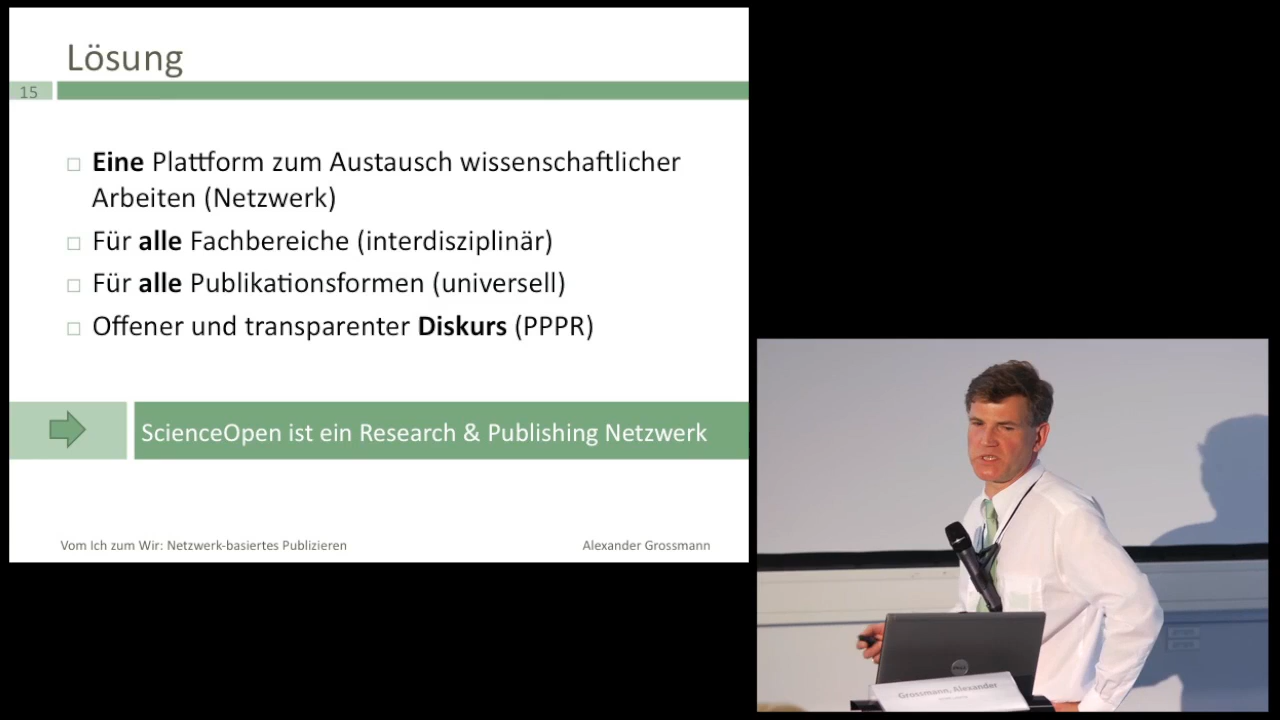 Lösung
15
Eine Plattform zum Austausch wissenschaftlicher
Arbeiten (Netzwerk)
Für alle Fachbereiche (interdisziplinär)
Für alle Publikationsformen (universell)
Offener und transparenter Diskurs (PPPR)
ScienceOpen ist ein Research & Publishing Netzwerk
Vom Ich zum Wir: Netzwerk-basiertes Publizieren
Alexander Grossmann
DELL
Grossmann, Alexander